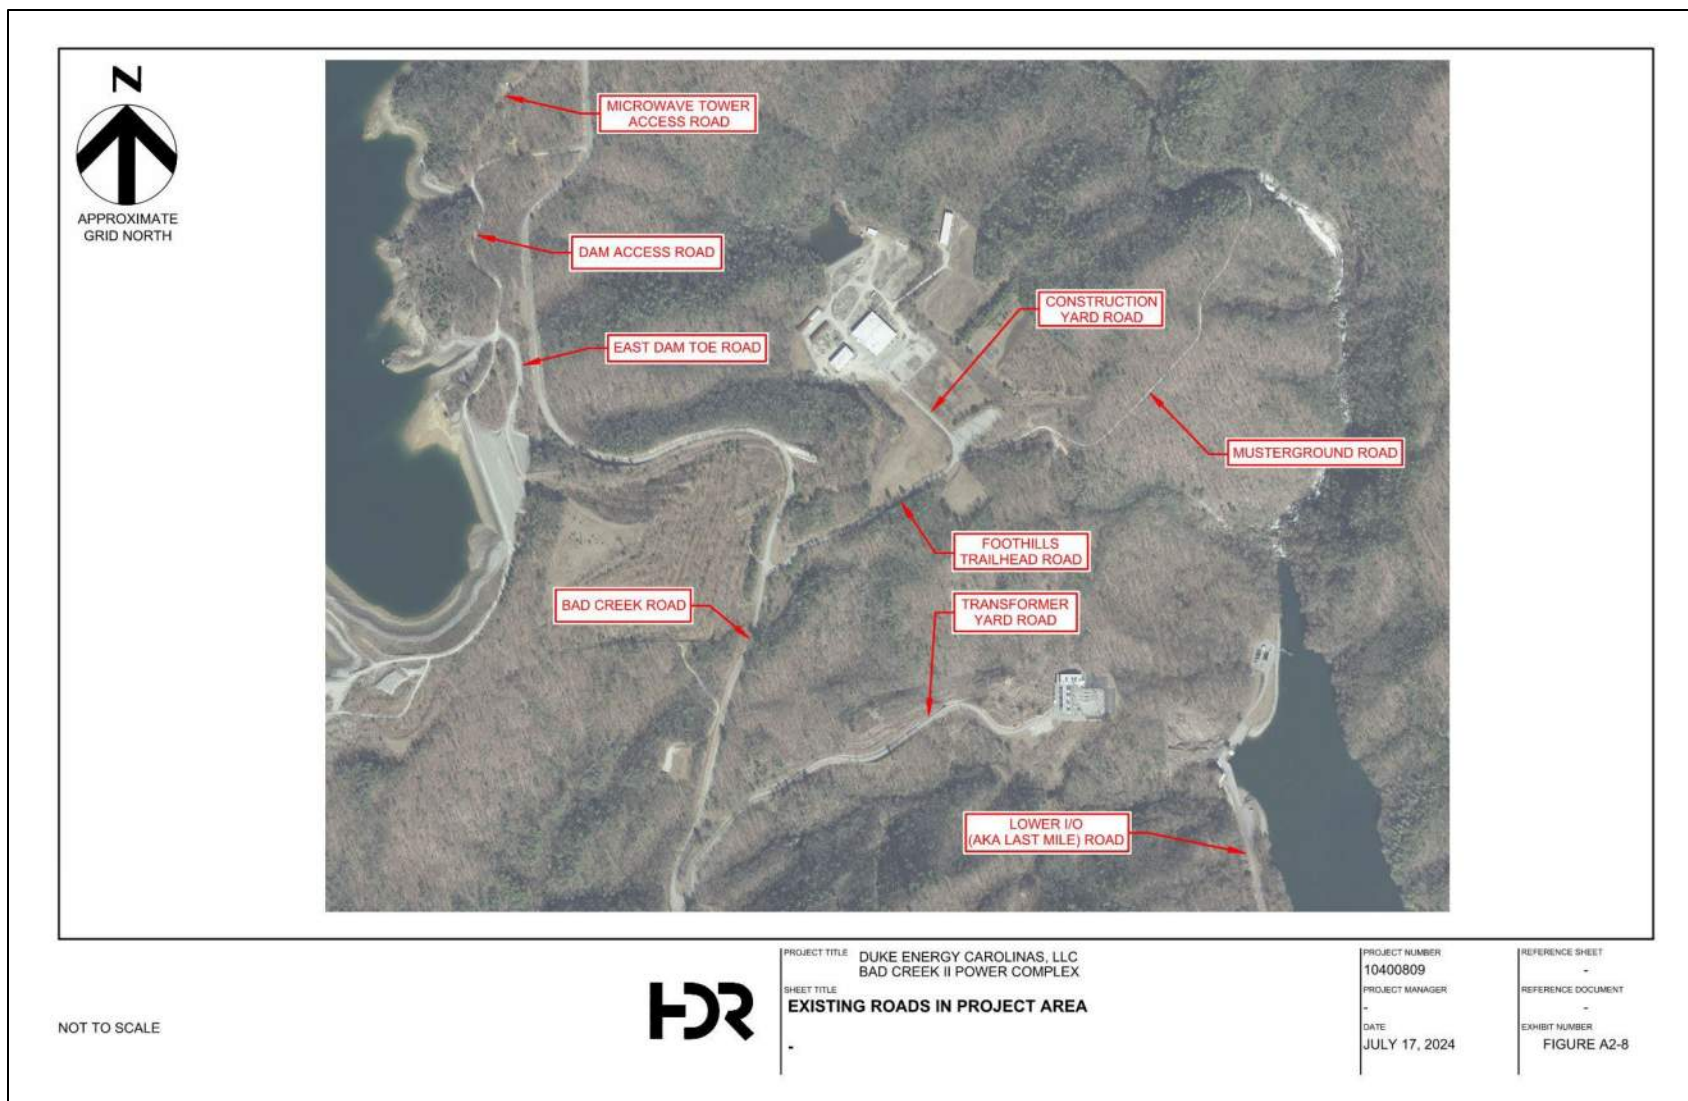 N
APPROXIMATE
GRID NORTH
MICROWAVE TOWER
ACCESS ROAD
DAM ACCESS ROAD
EAST DAM TOE ROAD
CONSTRUCTION
YARD ROAD
MUSTERGROUND ROAD
FOOTHILLS
TRAILHEAD ROAD
BAD CREEK ROAD
TRANSFORMER
YARD ROAD
LOWER I/O
(AKA LAST MILE) ROAD
NOT TO SCALE
HDR
PROJECT TITLE DUKE ENERGY CAROLINAS, LLC
BAD CREEK II POWER COMPLEX
SHEET TITLE
EXISTING ROADS IN PROJECT AREA
-
PROJECT NUMBER
10400809
PROJECT MANAGER
-
DATE
JULY 17, 2024
REFERENCE SHEET
-
REFERENCE DOCUMENT
-
EXHIBIT NUMBER
FIGURE A2-8